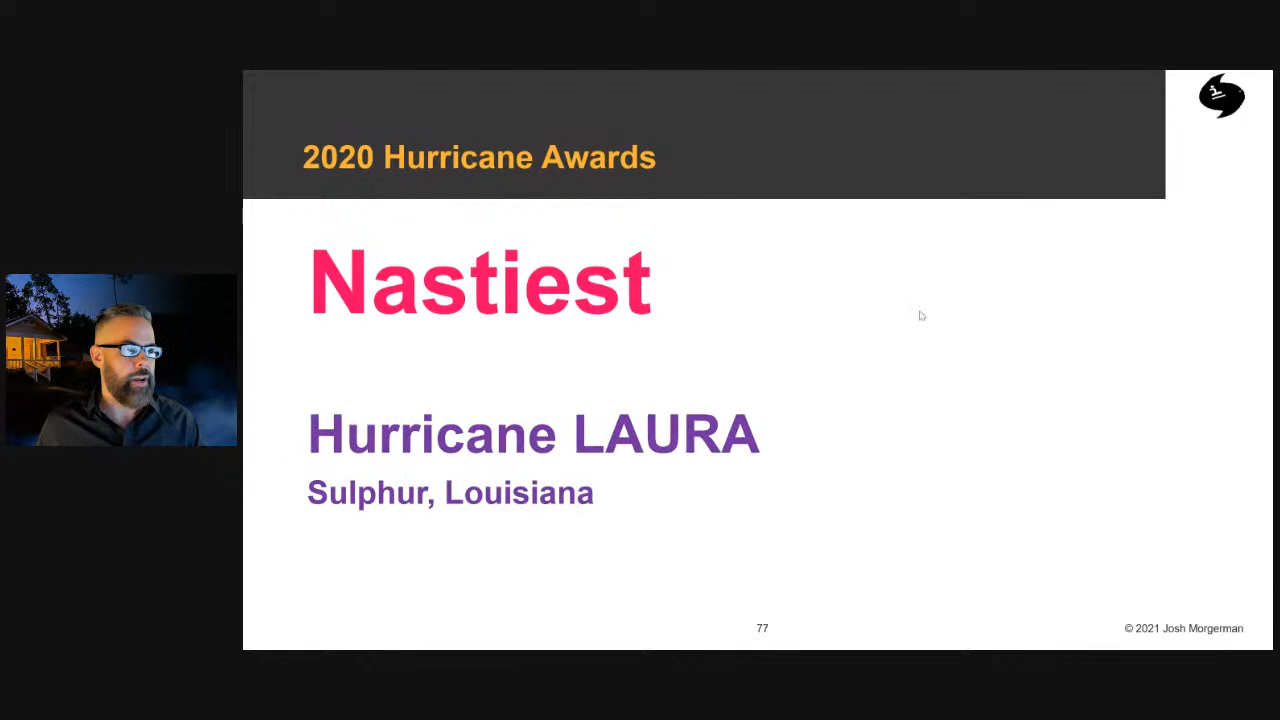 2020 Hurricane Awards
Nastiest
Hurricane LAURA
Sulphur, Louisiana
77
© 2021 Josh Morgerman